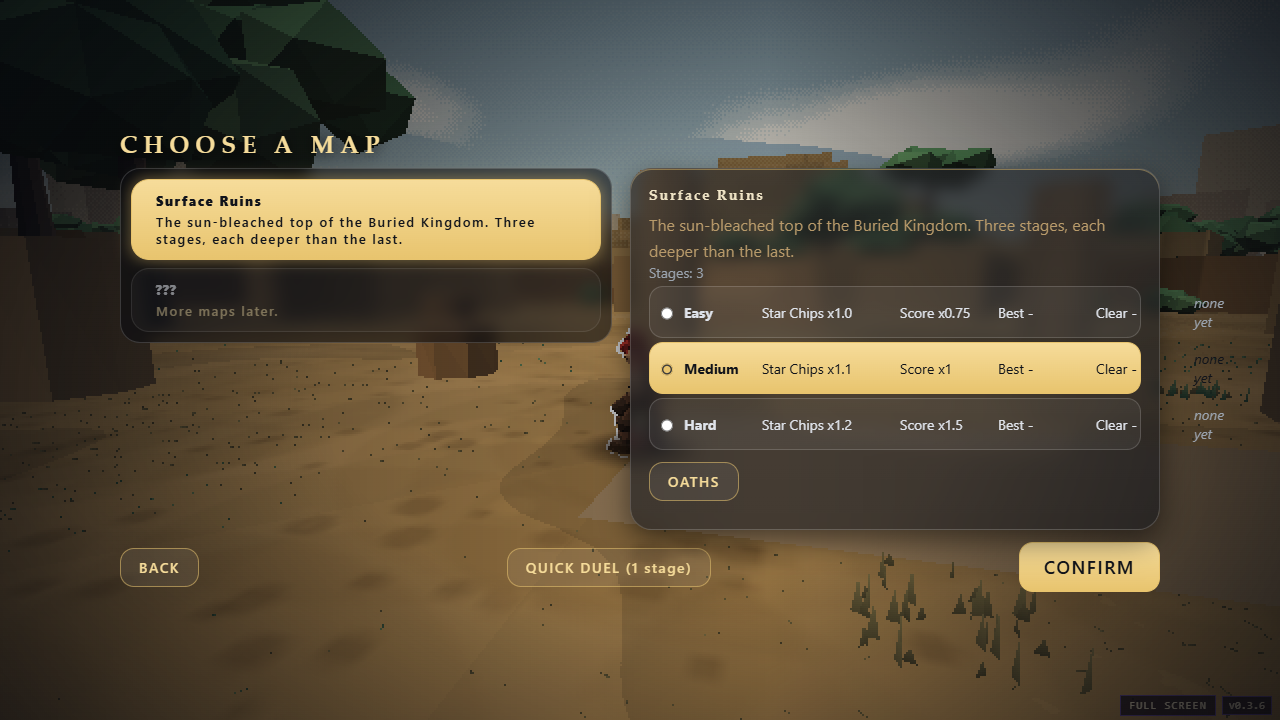 CHOOSE A MAP
Surface Ruins
The sun-bleached top of the Buried Kingdom. Three
stages, each deeper than the last.
???
More maps later.
Surface Ruins
The sun-bleached top of the Buried Kingdom. Three stages, each
deeper than the last.
Stages: 3
Easy Star Chips x1.0 Score x0.75 Best - Clear - none
yet
Medium Star Chips x1.1 Score x1 Best - Clear - none
yet
Hard Star Chips x1.2 Score x1.5 Best - Clear - none
yet
OATHS
BACK
QUICK DUEL (1 stage)
CONFIRM
FULL SCREEN v0.3.6